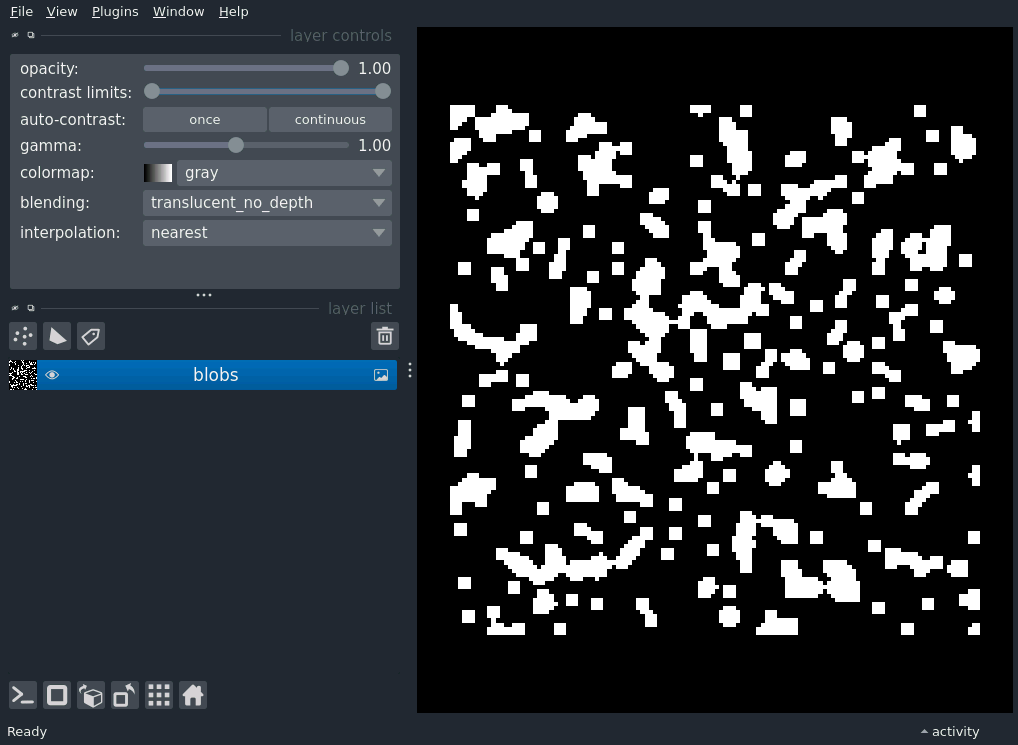 File View Plugins Window Help
layer controls
opacity: 1.00
contrast limits:
auto-contrast: once continuous
gamma: 1.00
colormap: gray
blending: translucent_no_depth
interpolation: nearest
layer list
blobs
Ready activity